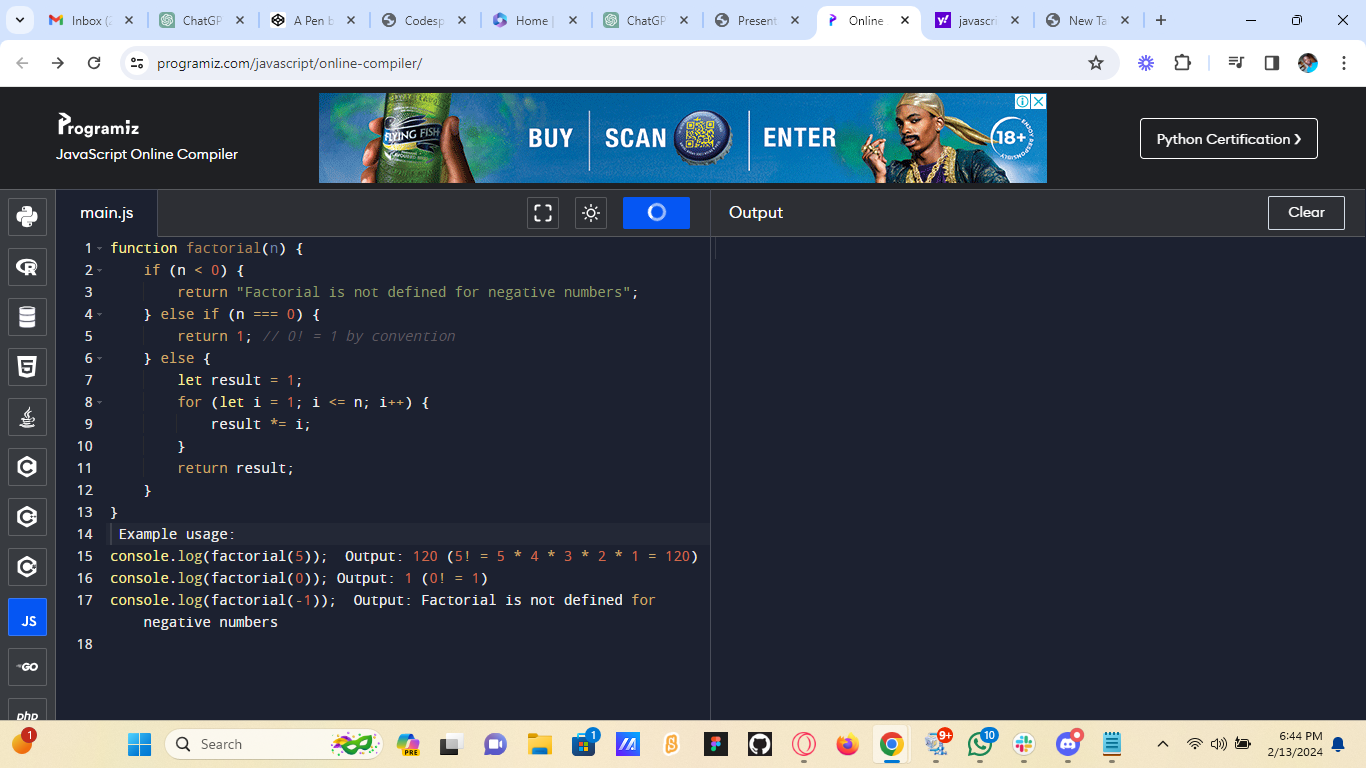 Inbox (
ChatGP
A Pen b
Codesp
Home |
ChatGP
Present
Online
javascri
New Ta
programiz.com/javascript/online-compiler/
Programiz
JavaScript Online Compiler
FLYING FISH
BUY
SCAN
ENTER
18+
ENJOY RESPONSIBLY
Python Certification ❯
main.js
Output
Clear
1 function factorial(n) {
2 if (n < 0) {
3 return "Factorial is not defined for negative numbers";
4 } else if (n === 0) {
5 return 1; // 0! = 1 by convention
6 } else {
7 let result = 1;
8 for (let i = 1; i <= n; i++) {
9 result *= i;
10 }
11 return result;
12 }
13 }
14 Example usage:
15 console.log(factorial(5));  Output: 120 (5! = 5 * 4 * 3 * 2 * 1 = 120)
16 console.log(factorial(0)); Output: 1 (0! = 1)
17 console.log(factorial(-1));  Output: Factorial is not defined for
negative numbers
18
R
5
C
C
C
JS
GO
php
1
Search
PRE
1
9+
10
6:44 PM
2/13/2024